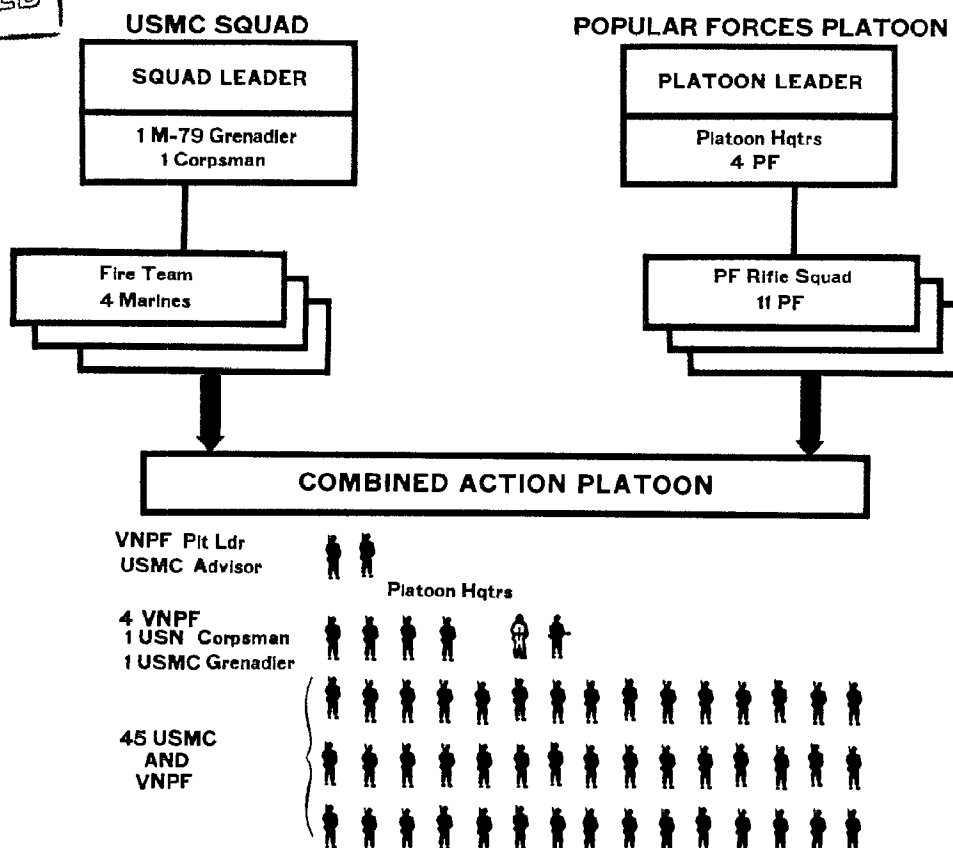 USMC SQUAD
SQUAD LEADER
1 M-79 Grenadier
1 Corpsman
Fire Team
4 Marines
POPULAR FORCES PLATOON
PLATOON LEADER
Platoon Hqtrs
4 PF
PF Rifle Squad
11 PF
COMBINED ACTION PLATOON
VNPF Plt Ldr
USMC Advisor
Platoon Hqtrs
4 VNPF
1 USN Corpsman
1 USMC Grenadier
45 USMC
AND
VNPF